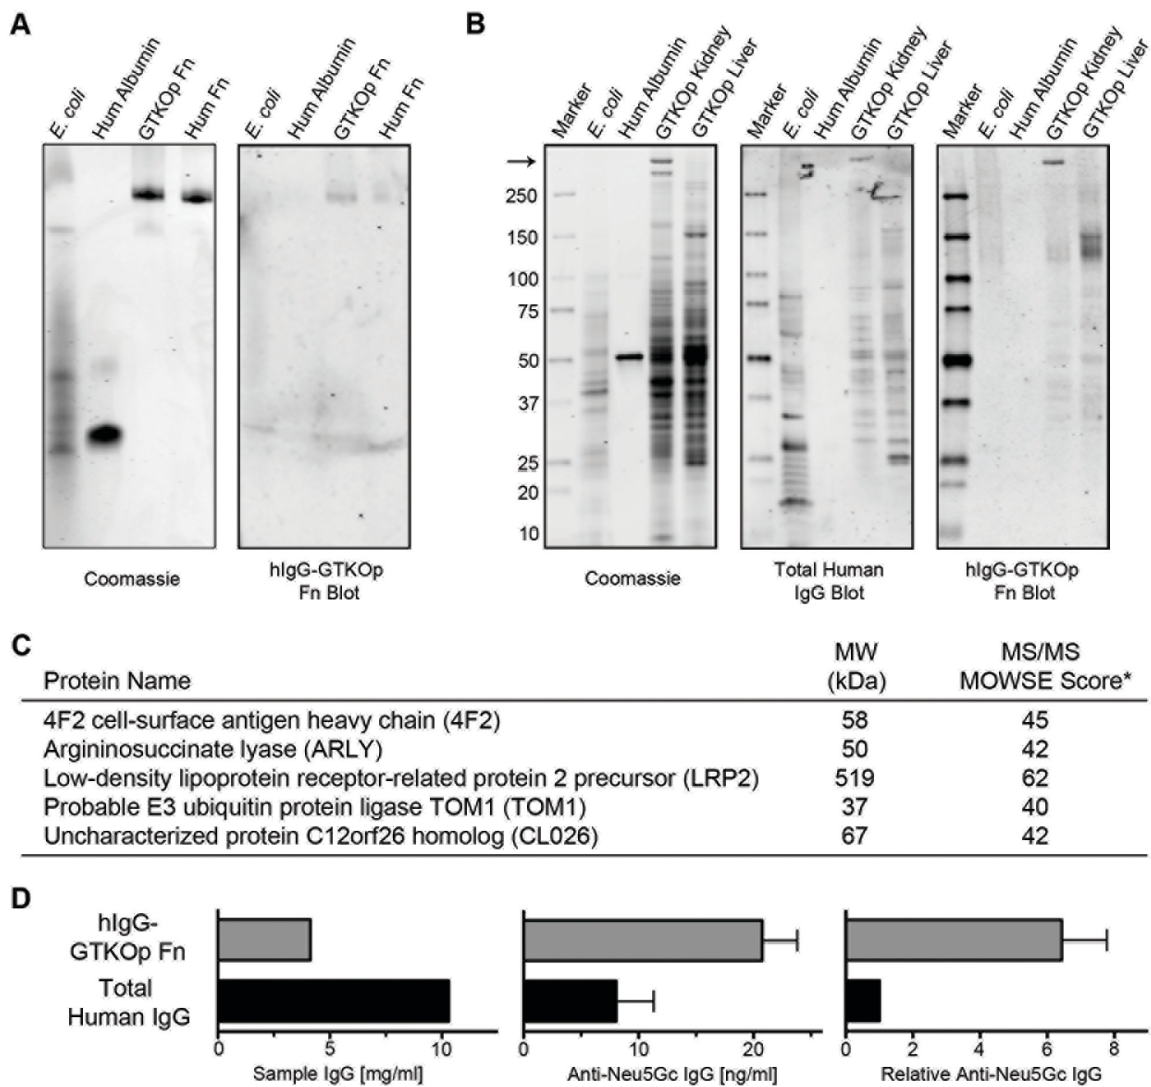 A
E. coli
Hum Albumin
GTKOp Fn
Hum Fn
E. coli
Hum Albumin
GTKOp Fn
Hum Fn
Coomassie
hIgG-GTKOp
Fn Blot
B
Marker
E. coli
Hum Albumin
GTKOp Kidney
GTKOp Liver
Marker
E. coli
Hum Albumin
GTKOp Kidney
GTKOp Liver
Marker
E. coli
Hum Albumin
GTKOp Kidney
GTKOp Liver
250
150
100
75
50
37
25
20
10
Coomassie
Total Human
IgG Blot
hIgG-GTKOp
Fn Blot
C
MW MS/MS
Protein Name (kDa) MOWSE Score*
4F2 cell-surface antigen heavy chain (4F2) 58 45
Argininosuccinate lyase (ARLY) 50 42
Low-density lipoprotein receptor-related protein 2 precursor (LRP2) 519 62
Probable E3 ubiquitin protein ligase TOM1 (TOM1) 37 40
Uncharacterized protein C12orf26 homolog (CL026) 67 42
D
hIgG-
GTKOp Fn
Total
Human IgG
0 5 10
Sample IgG [mg/ml]
0 10 20
Anti-Neu5Gc IgG [ng/ml]
0 2 4 6 8
Relative Anti-Neu5Gc IgG